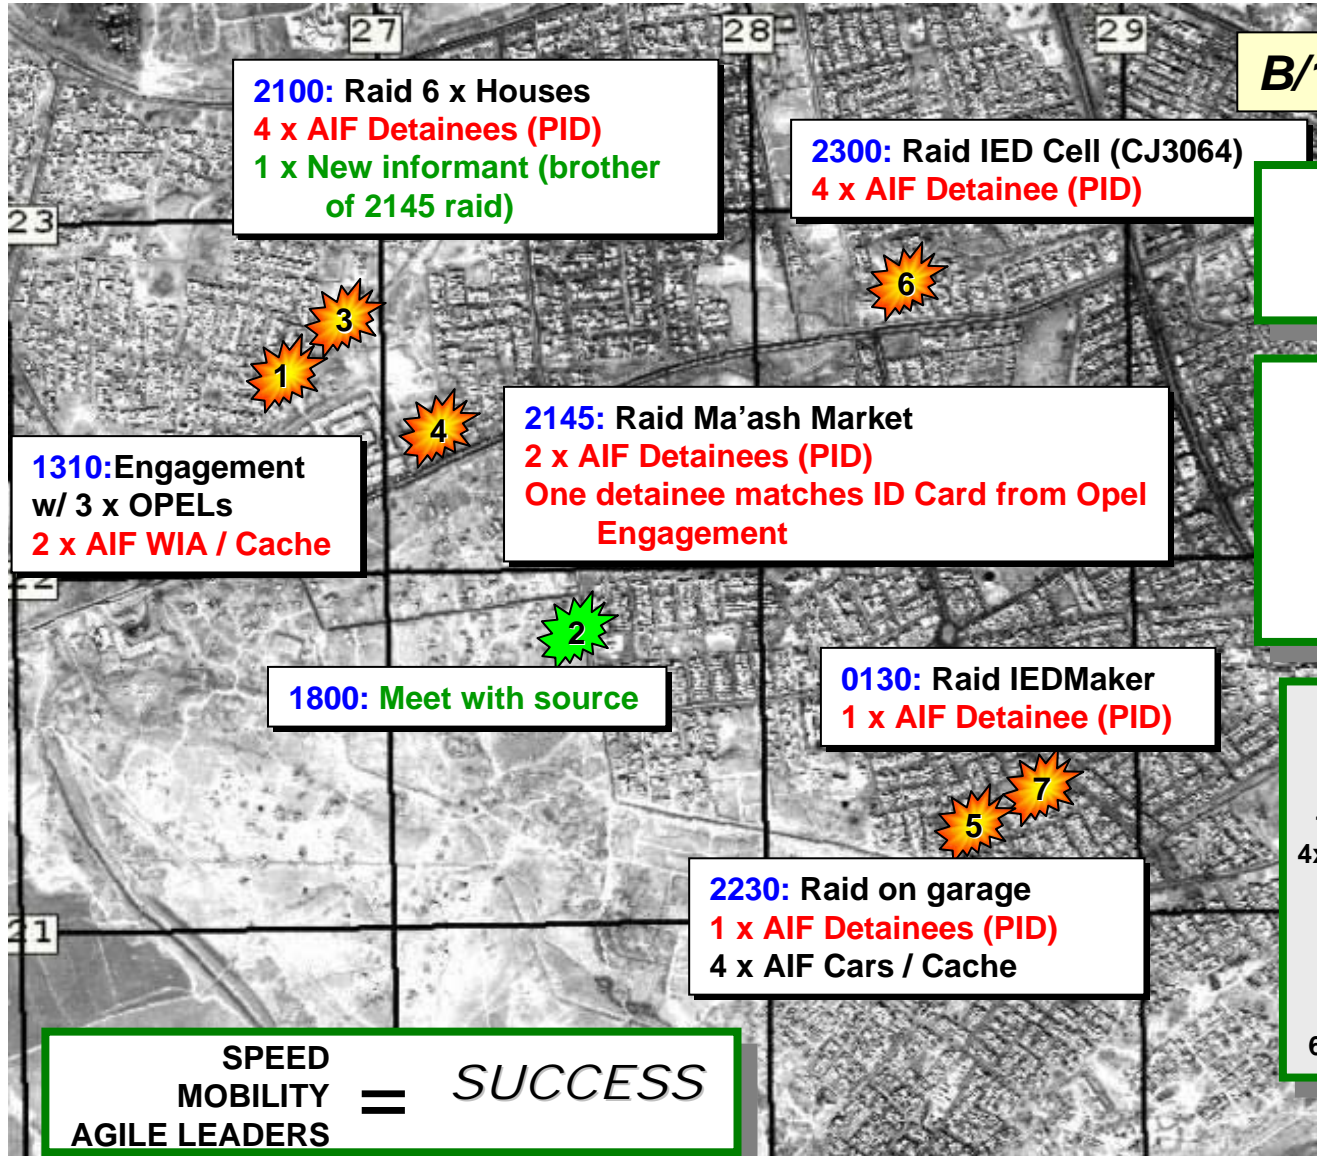 27
28
29
B/
2100: Raid 6 x Houses
4 x AIF Detainees (PID)
1 x New informant (brother
of 2145 raid)
2300: Raid IED Cell (CJ3064)
4 x AIF Detainee (PID)
23
6
3
1
4
2145: Raid Ma'ash Market
2 x AIF Detainees (PID)
One detainee matches ID Card from Opel
Engagement
1310:Engagement
w/ 3 x OPELs
2 x AIF WIA / Cache
22
2
1800: Meet with source
0130: Raid IEDMaker
1 x AIF Detainee (PID)
7
5
4x
2230: Raid on garage
1 x AIF Detainees (PID)
4 x AIF Cars / Cache
21
6
SPEED
MOBILITY
AGILE LEADERS
= SUCCESS